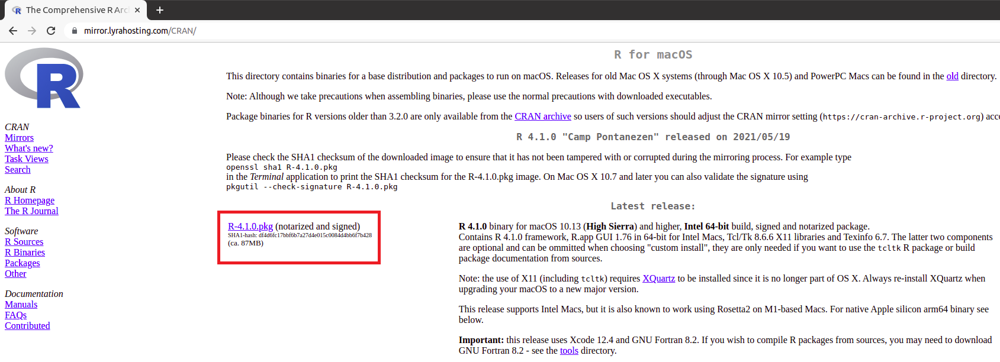 The Comprehensive R Arc
mirror.lyrahosting.com/CRAN/
R
CRAN
Mirrors
What's new?
Task Views
Search
About R
R Homepage
The R Journal
Software
R Sources
R Binaries
Packages
Other
Documentation
Manuals
FAQs
Contributed
R for macOS
This directory contains binaries for a base distribution and packages to run on macOS. Releases for old Mac OS X systems (through Mac OS X 10.5) and PowerPC Macs can be found in the old directory.
Note: Although we take precautions when assembling binaries, please use the normal precautions with downloaded executables.
Package binaries for R versions older than 3.2.0 are only available from the CRAN archive so users of such versions should adjust the CRAN mirror setting (https://cran-archive.r-project.org) acc
R 4.1.0 "Camp Pontanezen" released on 2021/05/19
Please check the SHA1 checksum of the downloaded image to ensure that it has not been tampered with or corrupted during the mirroring process. For example type
openssl sha1 R-4.1.0.pkg
in the Terminal application to print the SHA1 checksum for the R-4.1.0.pkg image. On Mac OS X 10.7 and later you can also validate the signature using
pkgutil --check-signature R-4.1.0.pkg
Latest release:
R-4.1.0.pkg (notarized and signed)
SHA1-hash: df4d6fc17bbf6b7a27d4e015c0084d4bb6f7b428
(ca. 87MB)
R 4.1.0 binary for macOS 10.13 (High Sierra) and higher, Intel 64-bit build, signed and notarized package.
Contains R 4.1.0 framework, R.app GUI 1.76 in 64-bit for Intel Macs, Tcl/Tk 8.6.6 X11 libraries and Texinfo 6.7. The latter two components
are optional and can be ommitted when choosing "custom install", they are only needed if you want to use the tcltk R package or build
package documentation from sources.
Note: the use of X11 (including tcltk) requires XQuartz to be installed since it is no longer part of OS X. Always re-install XQuartz when
upgrading your macOS to a new major version.
This release supports Intel Macs, but it is also known to work using Rosetta2 on M1-based Macs. For native Apple silicon arm64 binary see
below.
Important: this release uses Xcode 12.4 and GNU Fortran 8.2. If you wish to compile R packages from sources, you may need to download
GNU Fortran 8.2 - see the tools directory.